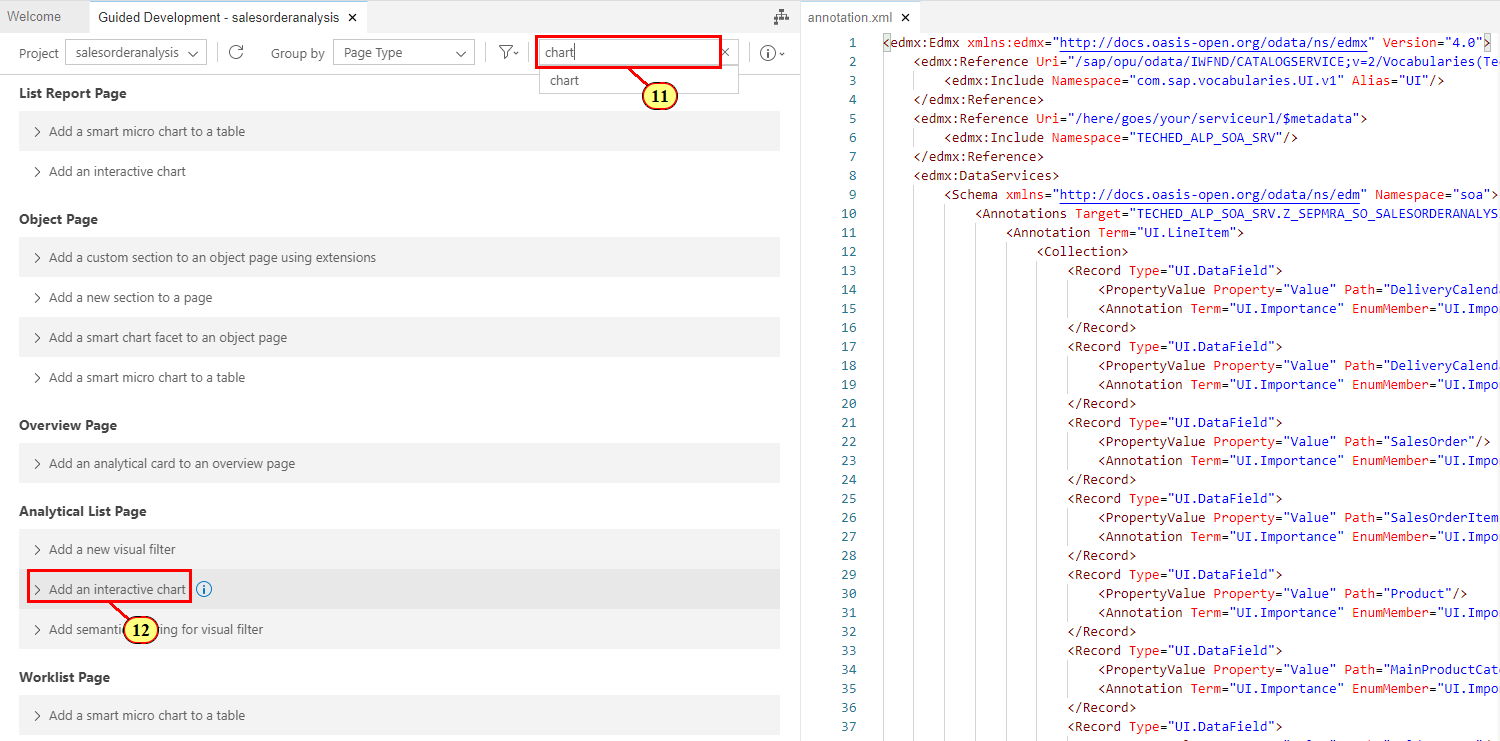 Welcome
Guided Development - salesorderanalysis ×
Project salesorderanalysis Group by Page Type chart ×
chart
11
List Report Page
Add a smart micro chart to a table
Add an interactive chart
Object Page
Add a custom section to an object page using extensions
Add a new section to a page
Add a smart chart facet to an object page
Add a smart micro chart to a table
Overview Page
Add an analytical card to an overview page
Analytical List Page
Add a new visual filter
Add an interactive chart
12
Add semanti ing for visual filter
Worklist Page
Add a smart micro chart to a table
annotation.xml ×
1 <edmx:Edmx xmlns:edmx="http://docs.oasis-open.org/odata/ns/edmx" Version="4.0">
2 <edmx:Reference Uri="/sap/opu/odata/IWFND/CATALOGSERVICE;v=2/Vocabularies(Te
3 <edmx:Include Namespace="com.sap.vocabularies.UI.v1" Alias="UI"/>
4 </edmx:Reference>
5 <edmx:Reference Uri="/here/goes/your/serviceurl/$metadata">
6 <edmx:Include Namespace="TECHED_ALP_SOA_SRV"/>
7 </edmx:Reference>
8 <edmx:DataServices>
9 <Schema xmlns="http://docs.oasis-open.org/odata/ns/edm" Namespace="soa">
10 <Annotations Target="TECHED_ALP_SOA_SRV.Z_SEPMRA_SO_SALESORDERANALYS
11 <Annotation Term="UI.LineItem">
12 <Collection>
13 <Record Type="UI.DataField">
14 <PropertyValue Property="Value" Path="DeliveryCalend
15 <Annotation Term="UI.Importance" EnumMember="UI.Impo
16 </Record>
17 <Record Type="UI.DataField">
18 <PropertyValue Property="Value" Path="DeliveryCalend
19 <Annotation Term="UI.Importance" EnumMember="UI.Impo
20 </Record>
21 <Record Type="UI.DataField">
22 <PropertyValue Property="Value" Path="SalesOrder"/>
23 <Annotation Term="UI.Importance" EnumMember="UI.Impo
24 </Record>
25 <Record Type="UI.DataField">
26 <PropertyValue Property="Value" Path="SalesOrderItem
27 <Annotation Term="UI.Importance" EnumMember="UI.Impo
28 </Record>
29 <Record Type="UI.DataField">
30 <PropertyValue Property="Value" Path="Product"/>
31 <Annotation Term="UI.Importance" EnumMember="UI.Impo
32 </Record>
33 <Record Type="UI.DataField">
34 <PropertyValue Property="Value" Path="MainProductCat
35 <Annotation Term="UI.Importance" EnumMember="UI.Impo
36 </Record>
37 <Record Type="UI.DataField">